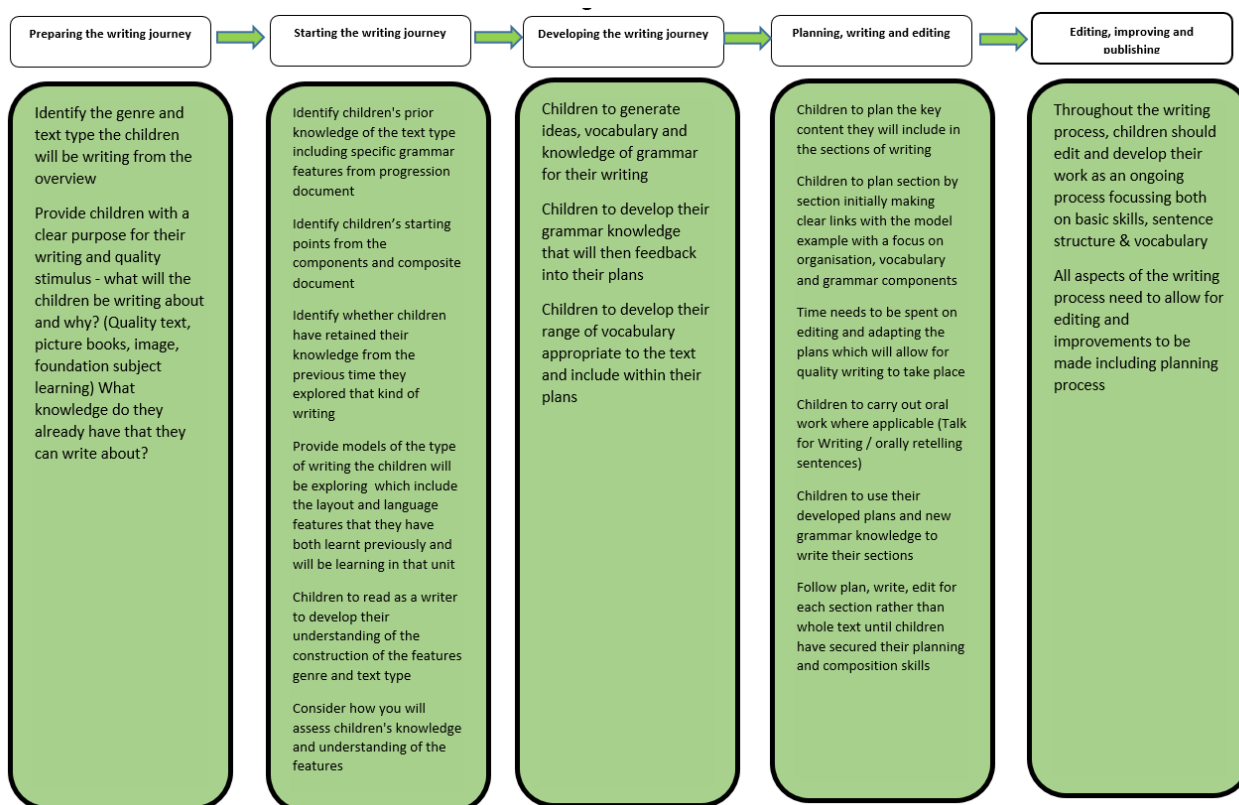 Preparing the writing journey
Starting the writing journey
Developing the writing journey
Planning, writing and editing
Editing, improving and
publishing
Identify the genre and
text type the children
will be writing from the
overview
Provide children with a
clear purpose for their
writing and quality
stimulus - what will the
children be writing about
and why? (Quality text,
picture books, image,
foundation subject
learning) What
knowledge do they
already have that they
can write about?
Identify children's prior
knowledge of the text type
including specific grammar
features from progression
document
Identify children’s starting
points from the
components and composite
document
Identify whether children
have retained their
knowledge from the
previous time they
explored that kind of
writing
Provide models of the type
of writing the children will
be exploring which include
the layout and language
features that they have
both learnt previously and
will be learning in that unit
Children to read as a writer
to develop their
understanding of the
construction of the features
genre and text type
Consider how you will
assess children's knowledge
and understanding of the
features
Children to generate
ideas, vocabulary and
knowledge of grammar
for their writing
Children to develop their
grammar knowledge
that will then feedback
into their plans
Children to develop their
range of vocabulary
appropriate to the text
and include within their
plans
Children to plan the key
content they will include in
the sections of writing
Children to plan section by
section initially making
clear links with the model
example with a focus on
organisation, vocabulary
and grammar components
Time needs to be spent on
editing and adapting the
plans which will allow for
quality writing to take place
Children to carry out oral
work where applicable (Talk
for Writing / orally retelling
sentences)
Children to use their
developed plans and new
grammar knowledge to
write their sections
Follow plan, write, edit for
each section rather than
whole text until children
have secured their planning
and composition skills
Throughout the writing
process, children should
edit and develop their
work as an ongoing
process focussing both
on basic skills, sentence
structure & vocabulary
All aspects of the writing
process need to allow for
editing and
improvements to be
made including planning
process